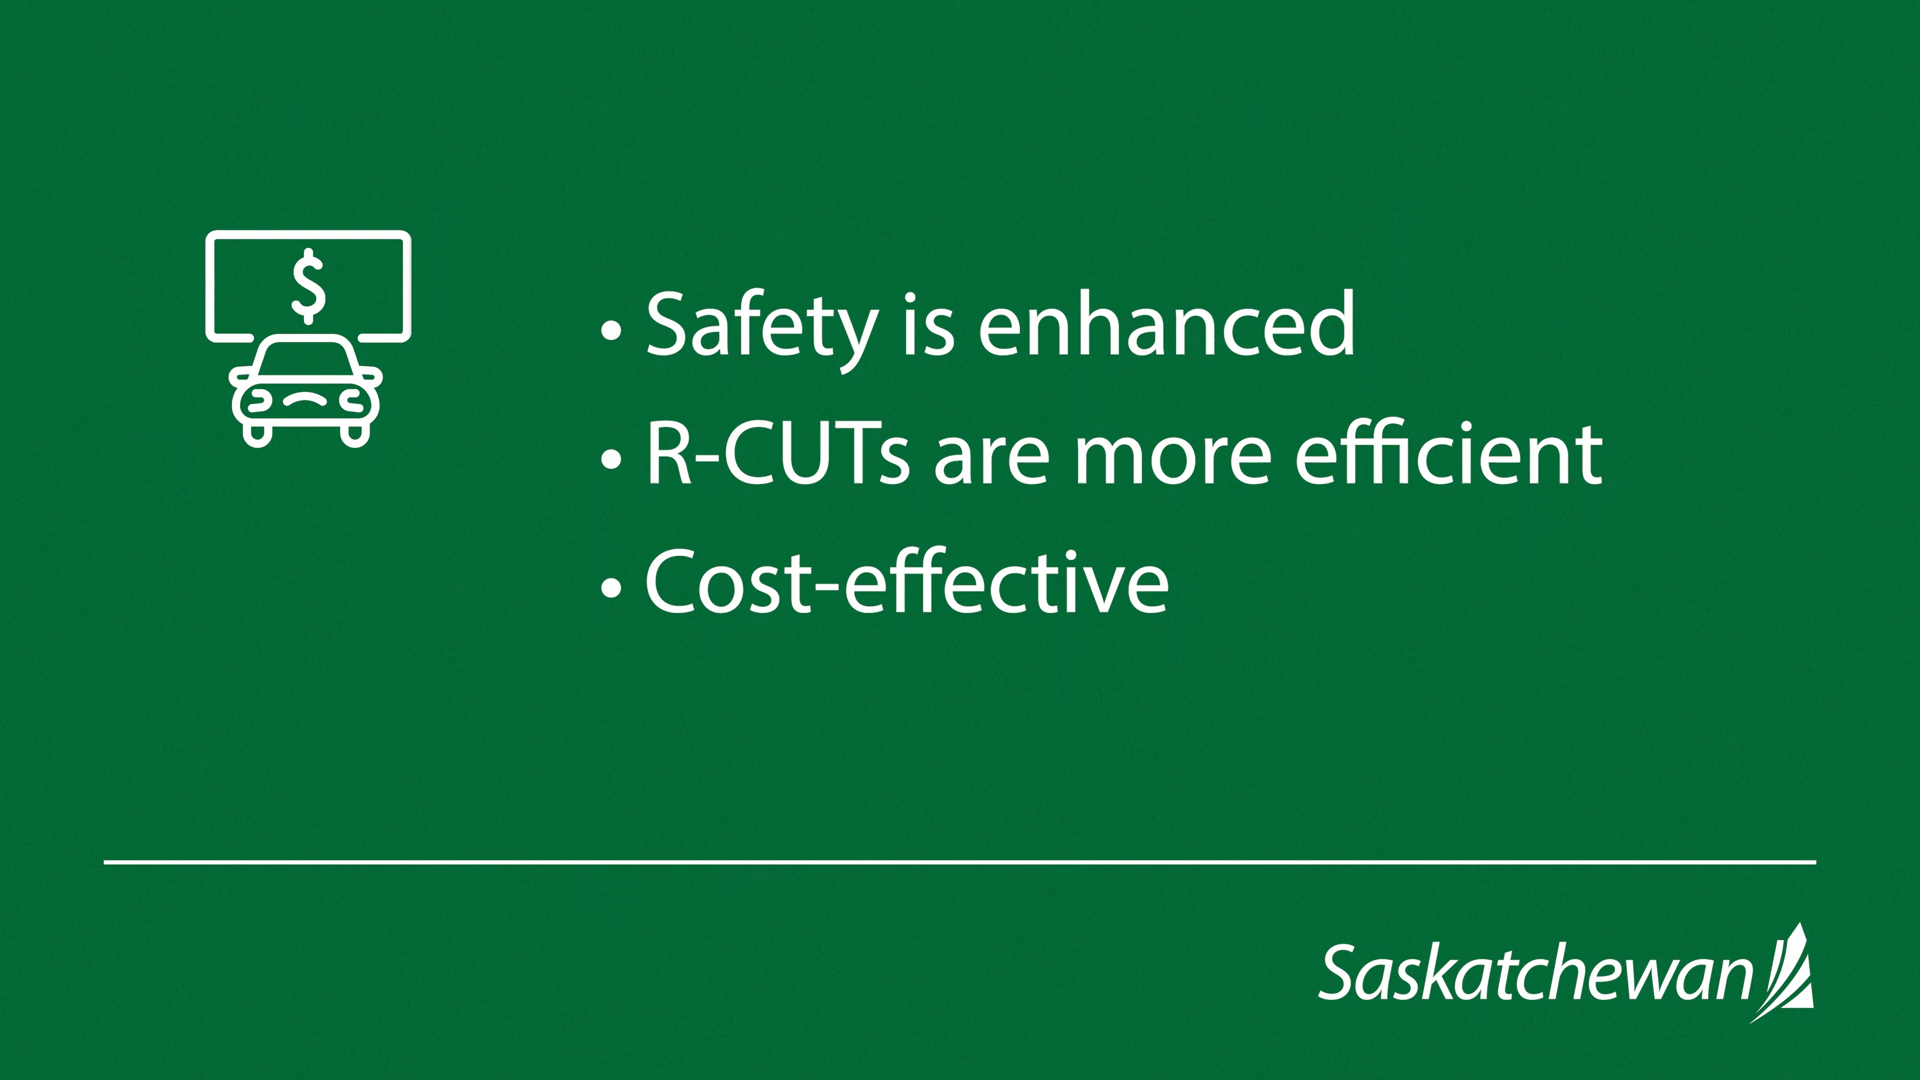 $
• Safety is enhanced
• R-CUTs are more efficient
• Cost-effective
Saskatchewan